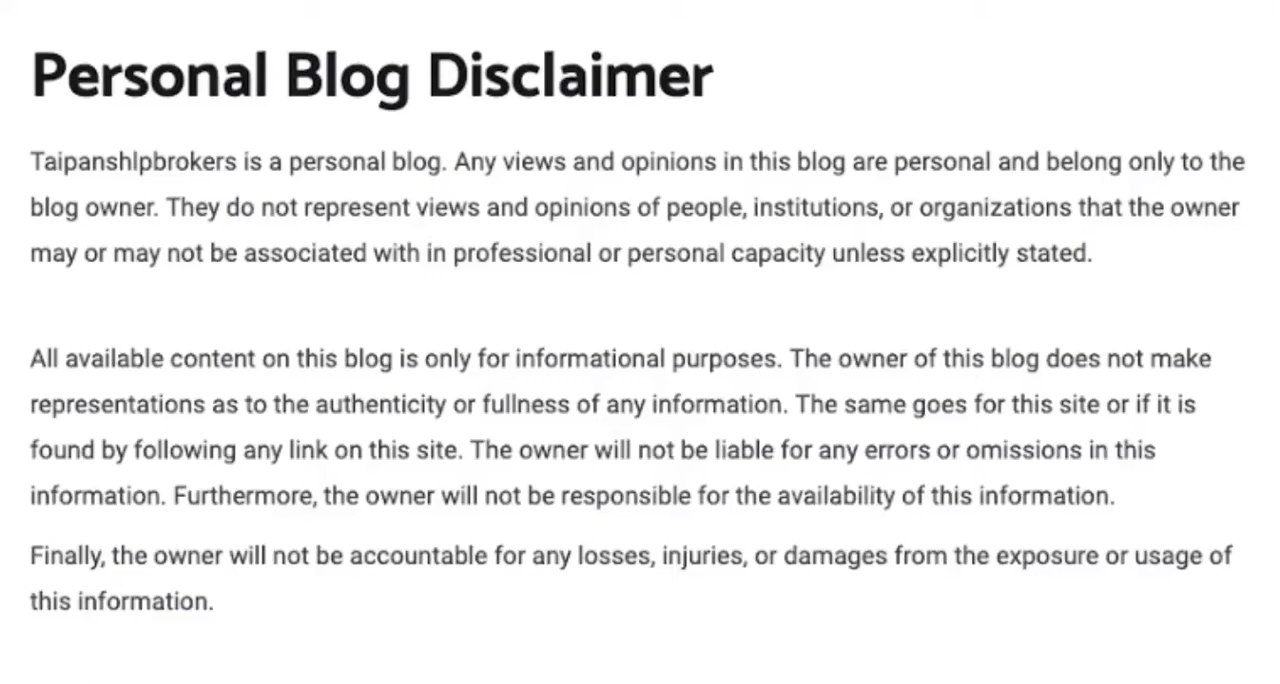 Personal Blog Disclaimer
Taipanshlpbrokers is a personal blog. Any views and opinions in this blog are personal and belong only to the
blog owner. They do not represent views and opinions of people, institutions, or organizations that the owner
may or may not be associated with in professional or personal capacity unless explicitly stated.
All available content on this blog is only for informational purposes. The owner of this blog does not make
representations as to the authenticity or fullness of any information. The same goes for this site or if it is
found by following any link on this site. The owner will not be liable for any errors or omissions in this
information. Furthermore, the owner will not be responsible for the availability of this information.
Finally, the owner will not be accountable for any losses, injuries, or damages from the exposure or usage of
this information.